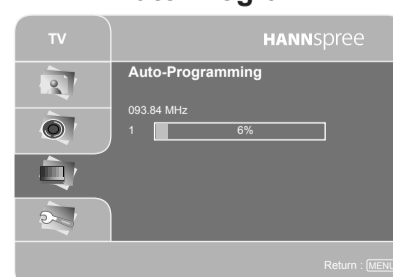 TV
HANNspree
Auto-Programming
093.84 MHz
1 6%
Return : MENU